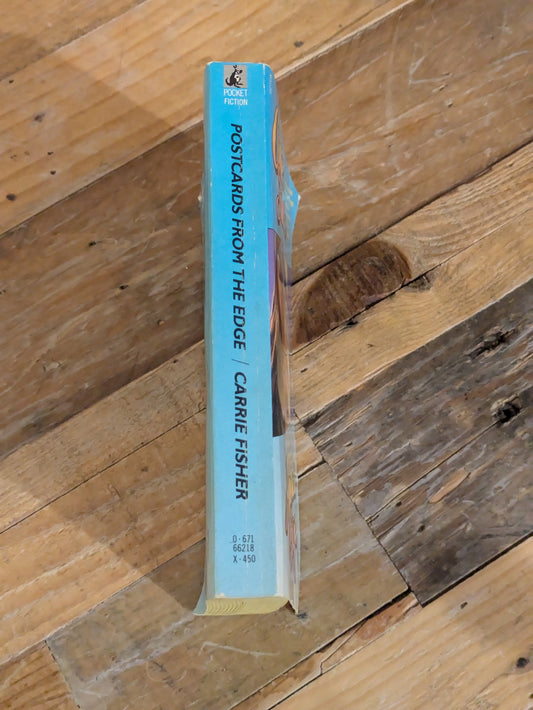 POCKET
FICTION
POSTCARDS FROM THE EDGE / CARRIE FiSHER
0-671
66218
X-450